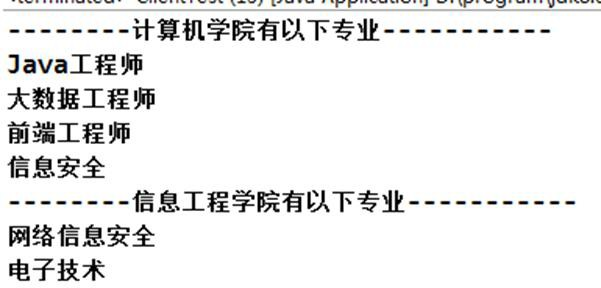 --------计算机学院有以下专业-----------
Java工程师
大数据工程师
前端工程师
信息安全
--------信息工程学院有以下专业-----------
网络信息安全
电子技术